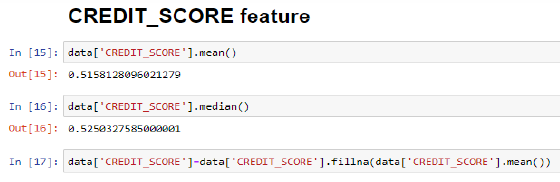 CREDIT_SCORE feature
In [15]: data['CREDIT_SCORE'].mean()
Out[15]: 0.5158128096021279
In [16]: data['CREDIT_SCORE'].median()
Out[16]: 0.5250327585000001
In [17]: data['CREDIT_SCORE']=data['CREDIT_SCORE'].fillna(data['CREDIT_SCORE'].mean())